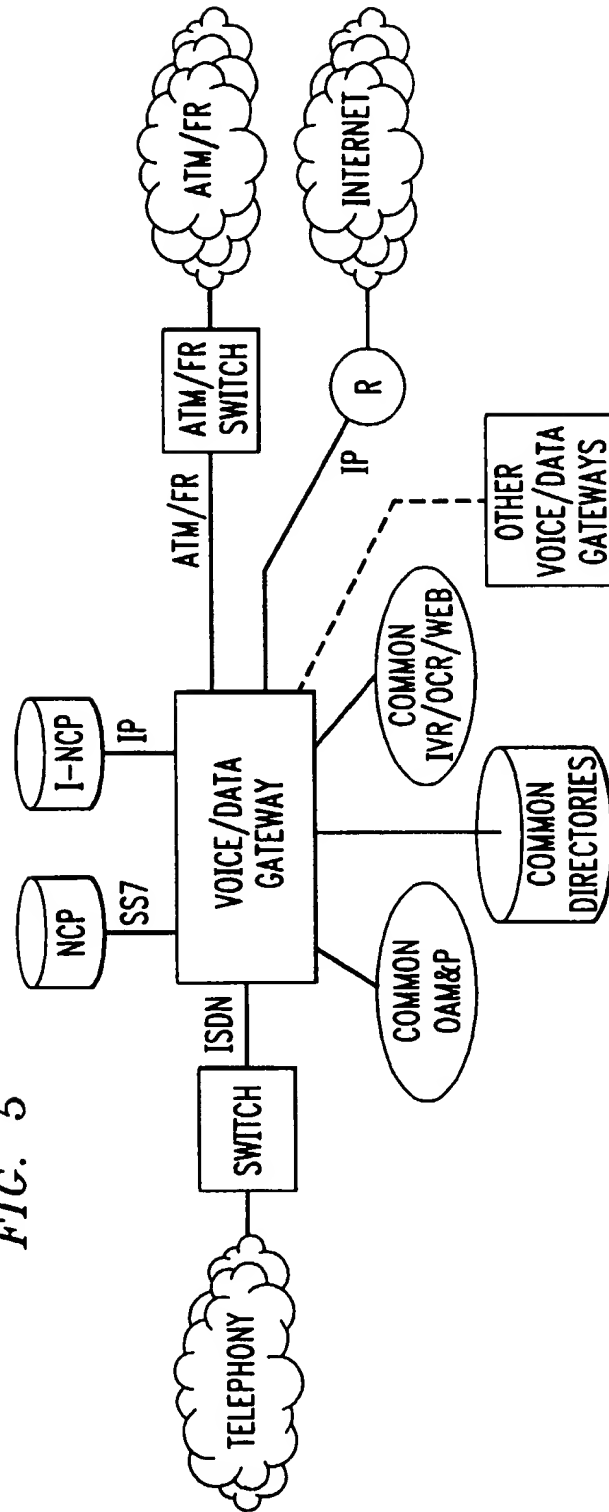 FIG. 5
TELEPHONY
SWITCH
ISDN
NCP
SS7
I-NCP
IP
VOICE/DATA
GATEWAY
ATM/FR
ATM/FR
SWITCH
ATM/FR
IP
R
INTERNET
COMMON
OAM&P
COMMON
DIRECTORIES
COMMON
IVR/OCR/WEB
OTHER
VOICE/DATA
GATEWAYS